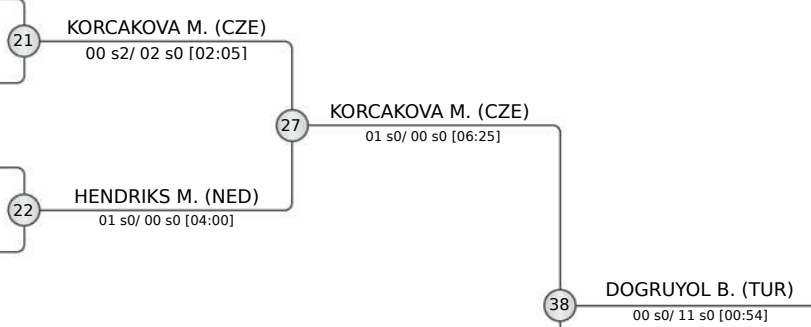 21
KORCAKOVA M. (CZE)
00 s2/ 02 s0 [02:05]
27
KORCAKOVA M. (CZE)
01 s0/ 00 s0 [06:25]
22
HENDRIKS M. (NED)
01 s0/ 00 s0 [04:00]
38
DOGRUYOL B. (TUR)
00 s0/ 11 s0 [00:54]